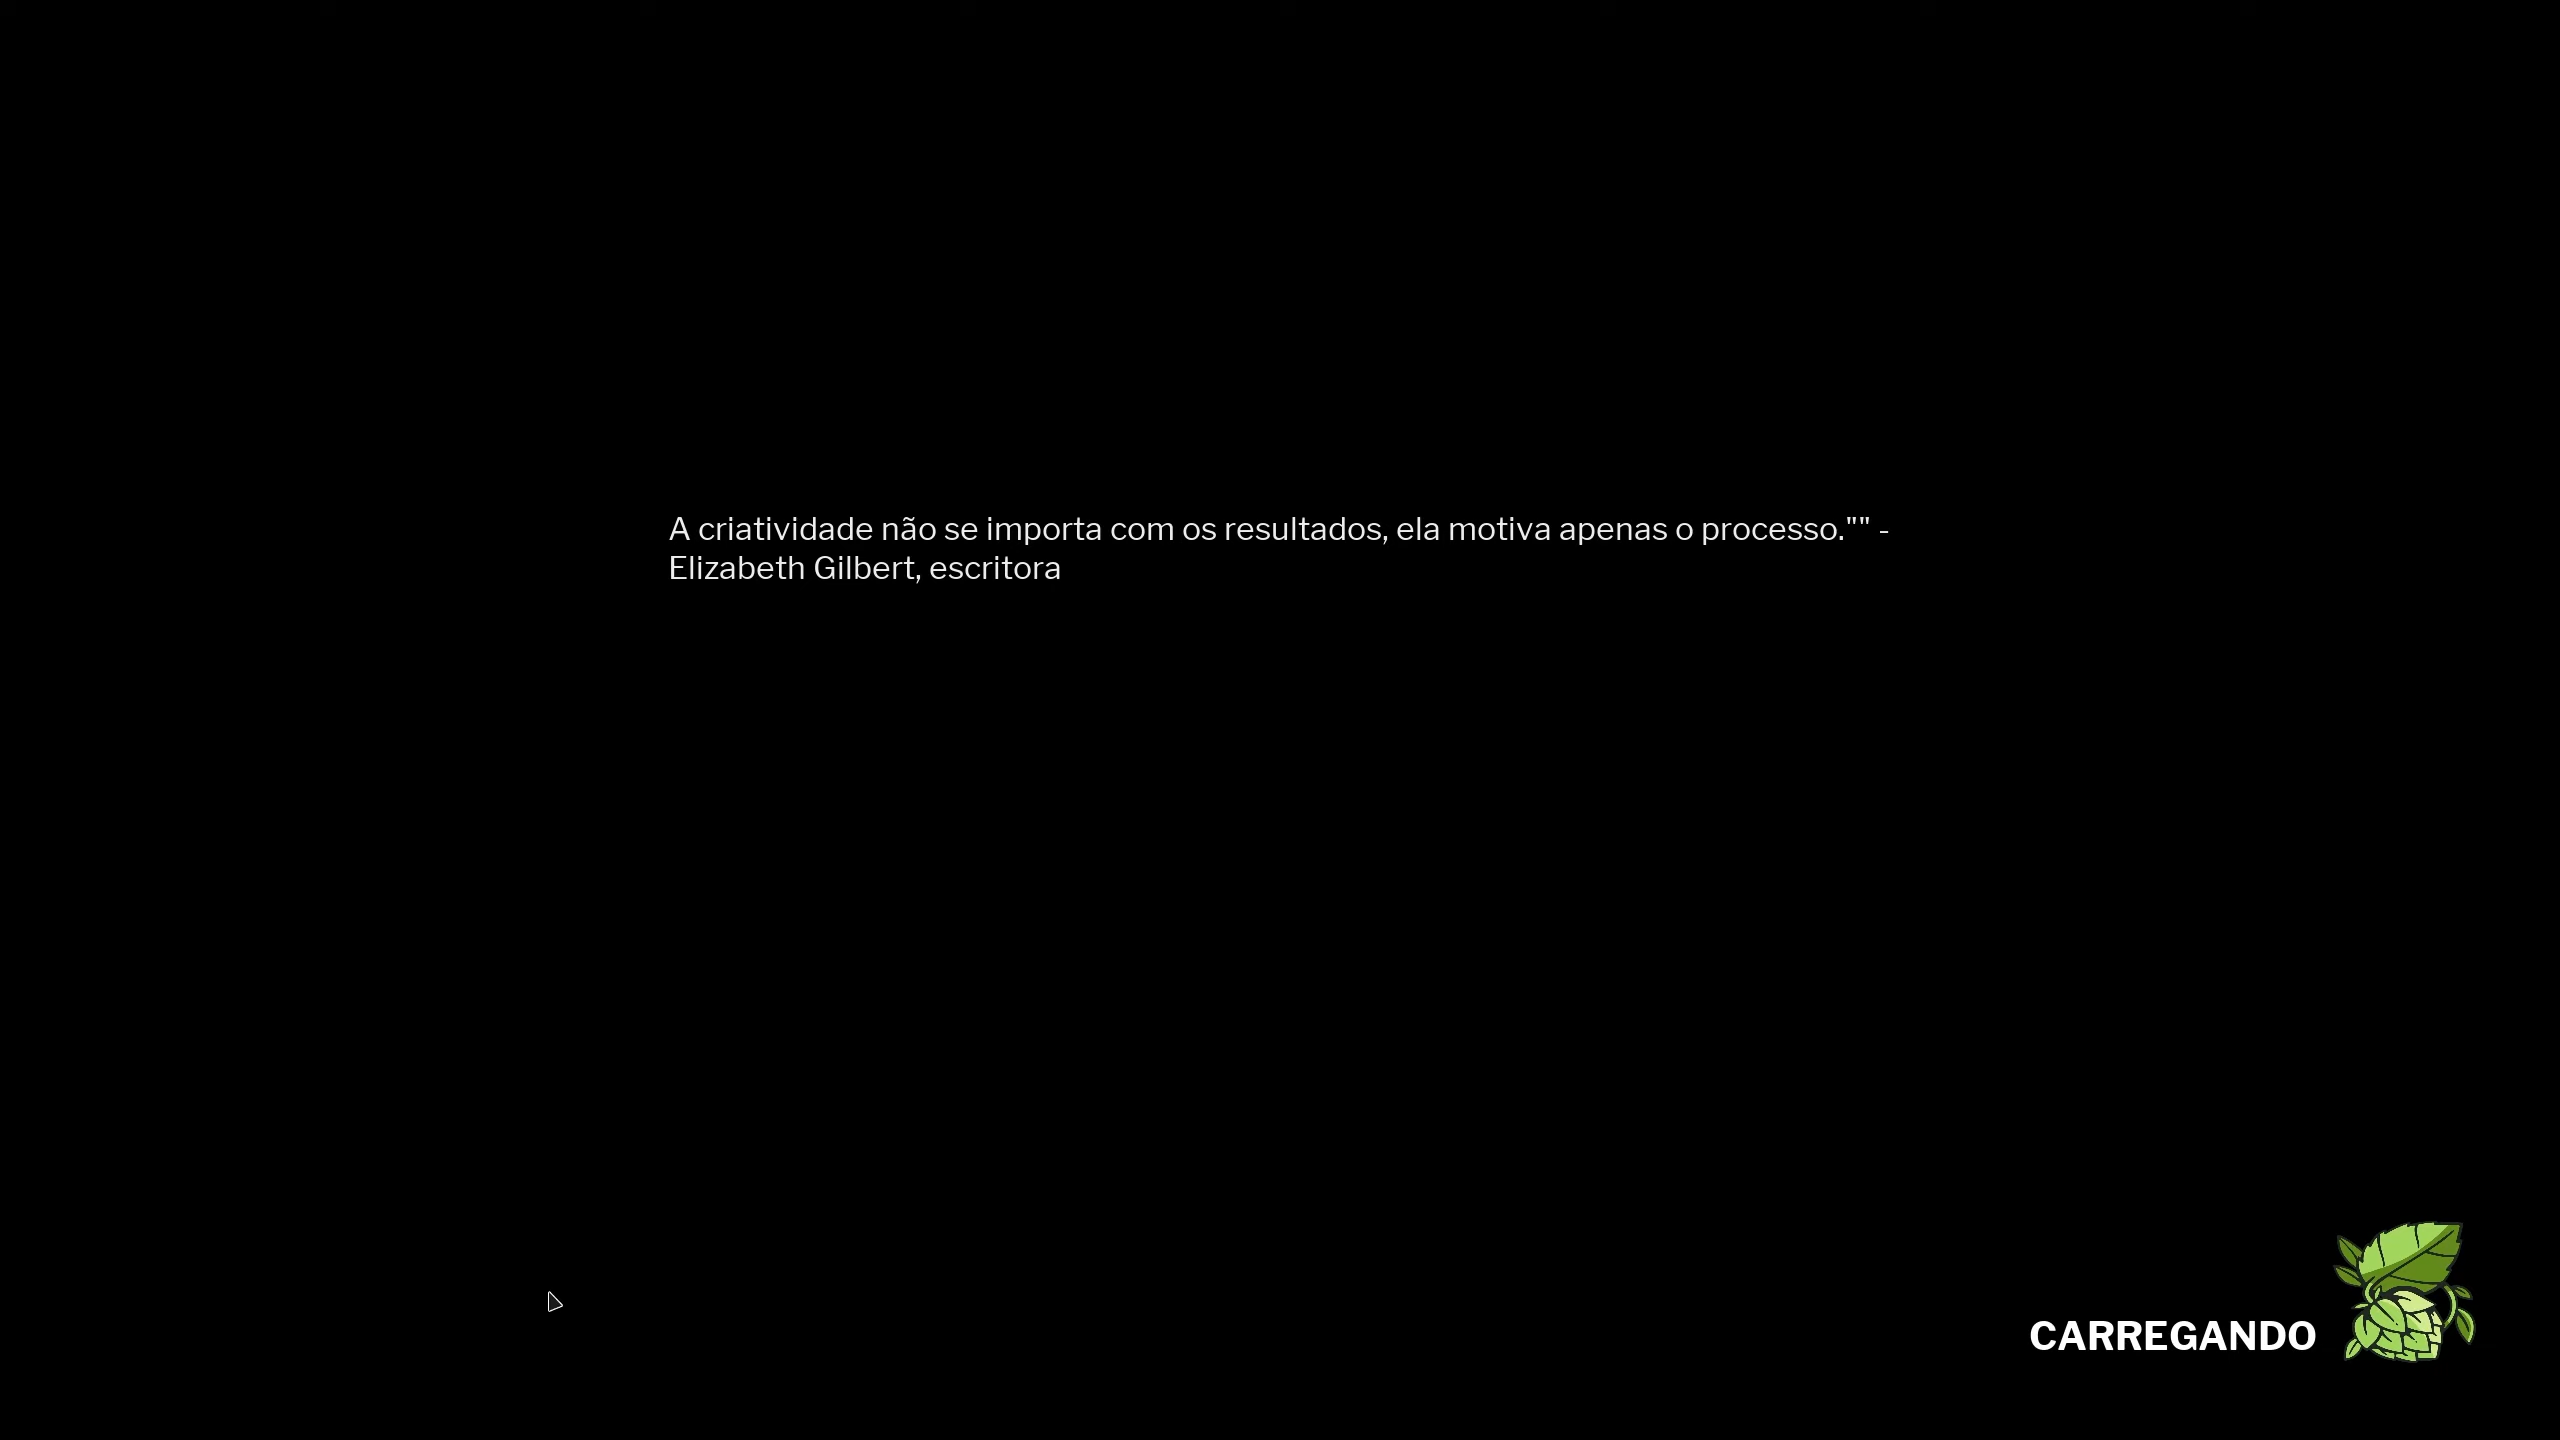 A criatividade não se importa com os resultados, ela motiva apenas o processo."" -
Elizabeth Gilbert, escritora
CARREGANDO